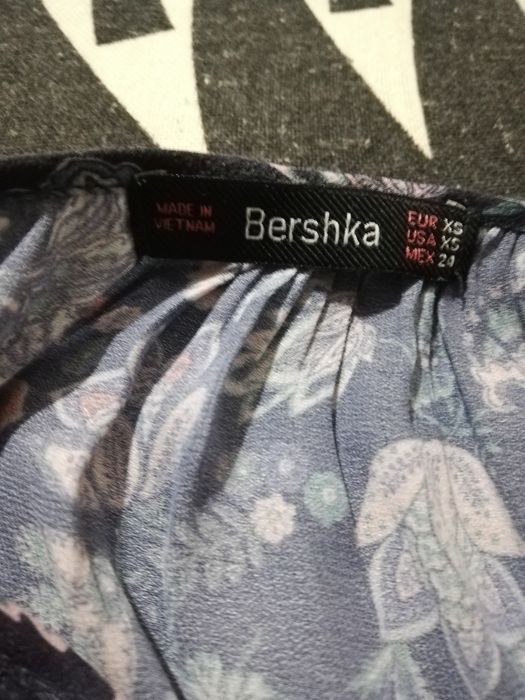 MADE IN
VIETNAM
Bershka
EUR XS
USA XS
MEX 24